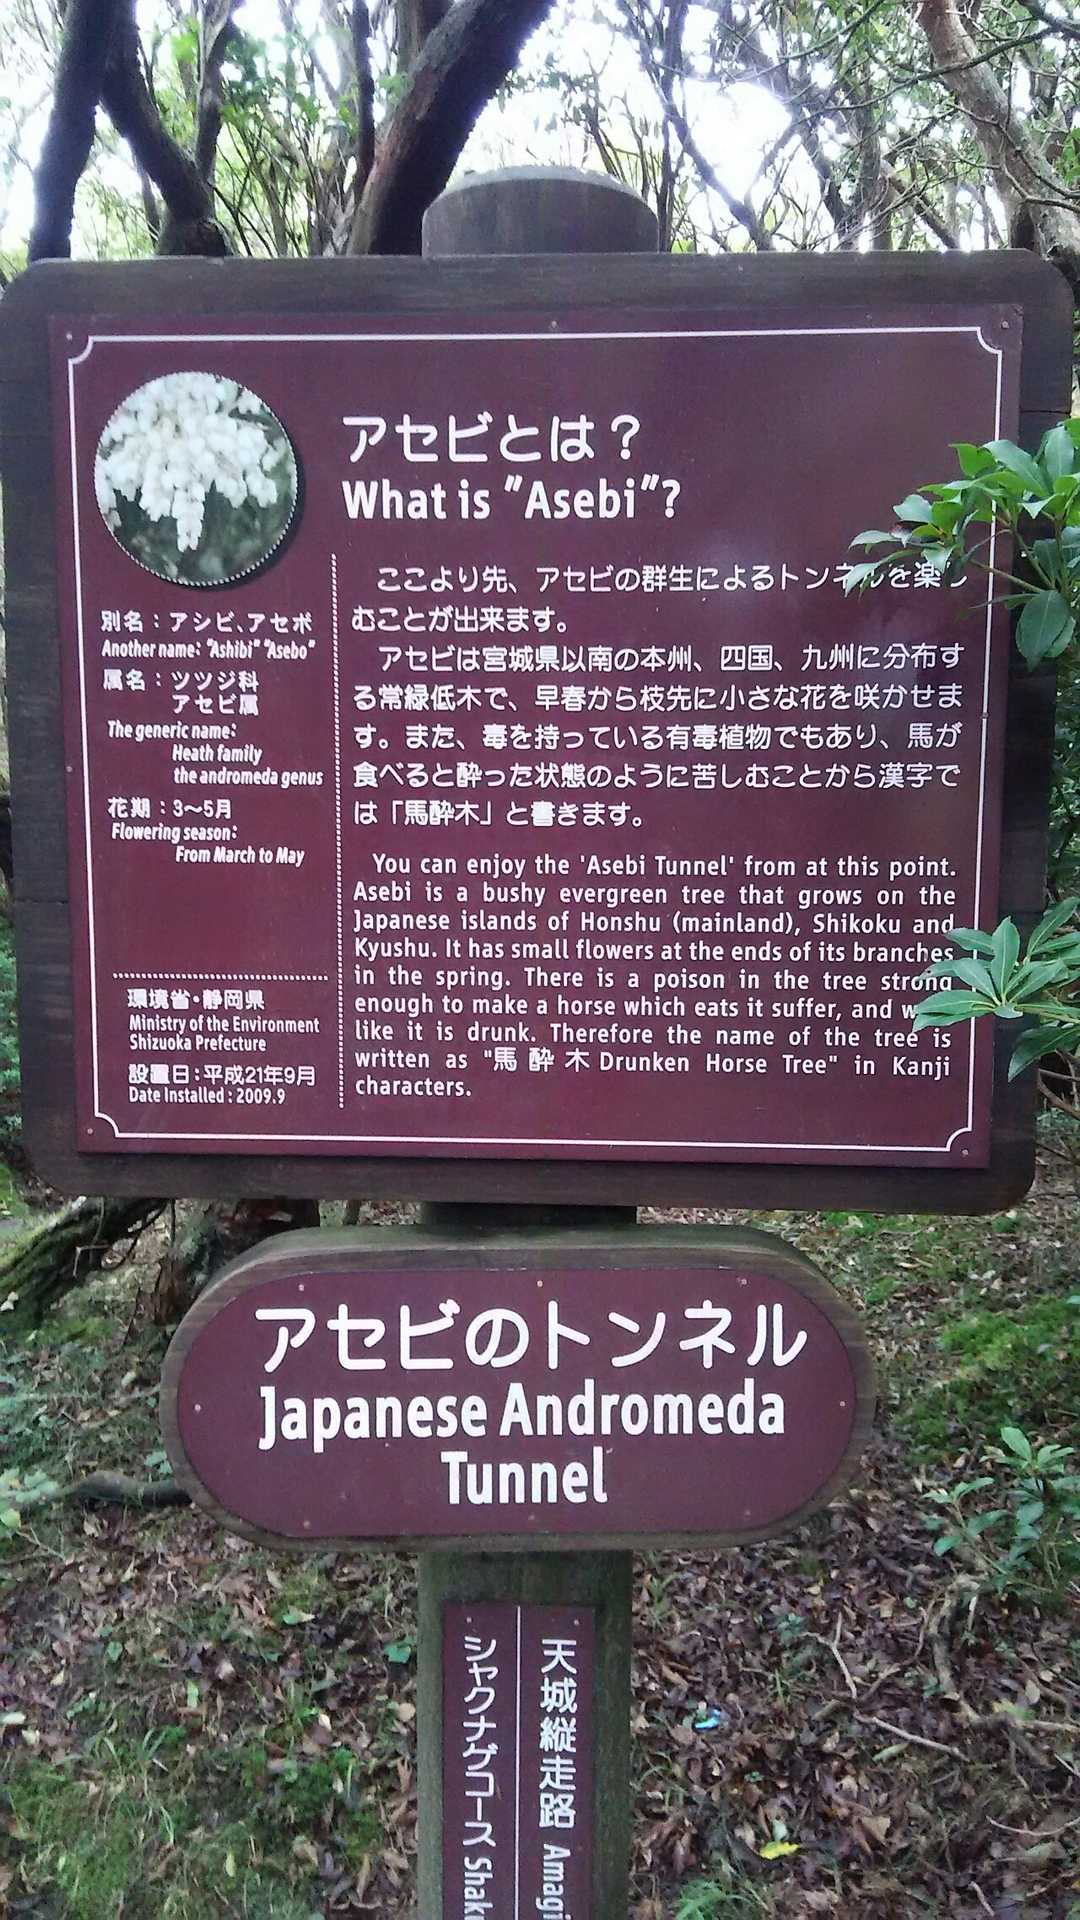 アセビとは？
What is "Asebi"?
別名：アシビ、アセボ
Another name: "Ashibi" "Asebo"
属名：ツツジ科
アセビ属
The generic name:
Heath family
the andromeda genus
花期：3〜5月
Flowering season:
From March to May
環境省・静岡県
Ministry of the Environment
Shizuoka Prefecture
設置日：平成21年9月
Date Installed : 2009.9
ここより先、アセビの群生によるトンネルを楽し
むことが出来ます。
アセビは宮城県以南の本州、四国、九州に分布す
る常緑低木で、早春から枝先に小さな花を咲かせま
す。また、毒を持っている有毒植物でもあり、馬が
食べると酔った状態のように苦しむことから漢字で
は「馬酔木」と書きます。
You can enjoy the 'Asebi Tunnel' from at this point.
Asebi is a bushy evergreen tree that grows on the
Japanese islands of Honshu (mainland), Shikoku and
Kyushu. It has small flowers at the ends of its branches
in the spring. There is a poison in the tree strong
enough to make a horse which eats it suffer, and
like it is drunk. Therefore the name of the tree is
written as "馬酔木 Drunken Horse Tree" in Kanji
characters.
アセビのトンネル
Japanese Andromeda
Tunnel
天城縦走路 Amagi
シャクナゲコース Shaku